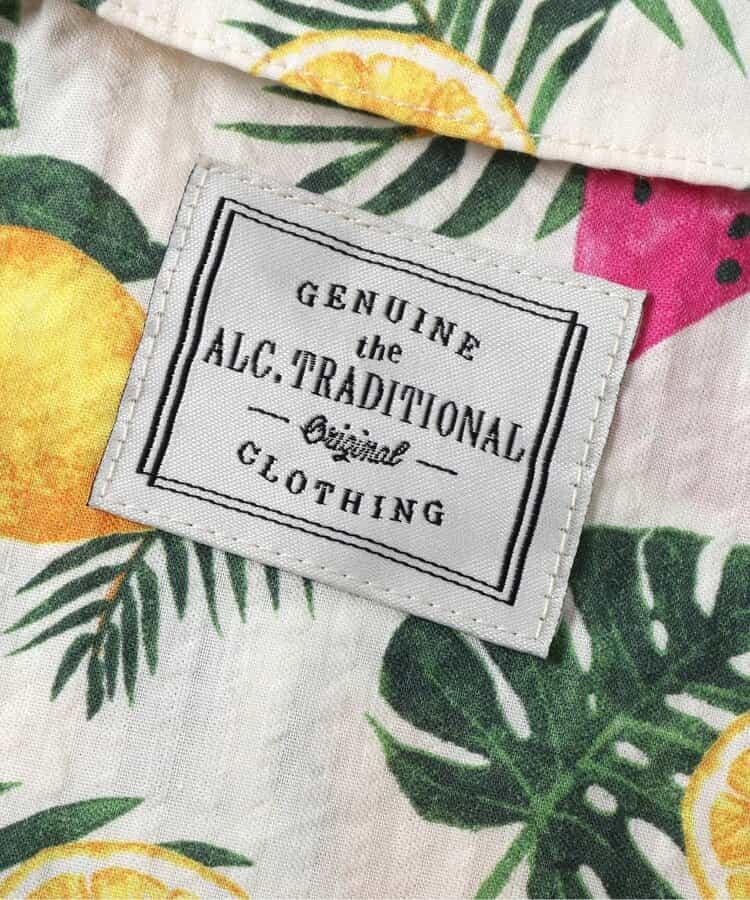 GENUINE
the
ALC. TRADITIONAL
— Original —
CLOTHING